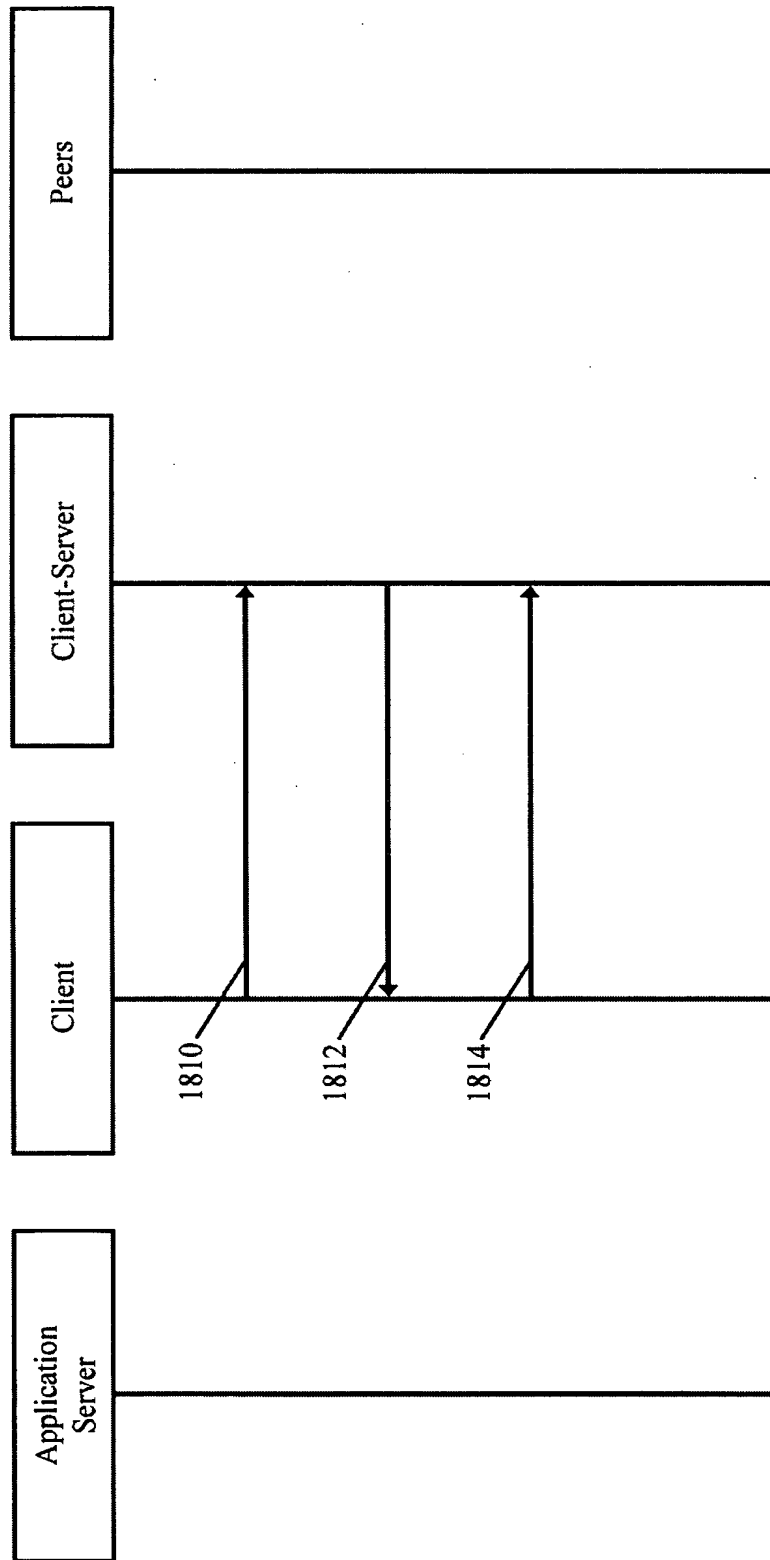 Application
Server
Client
Client-Server
Peers
1810
1812
1814